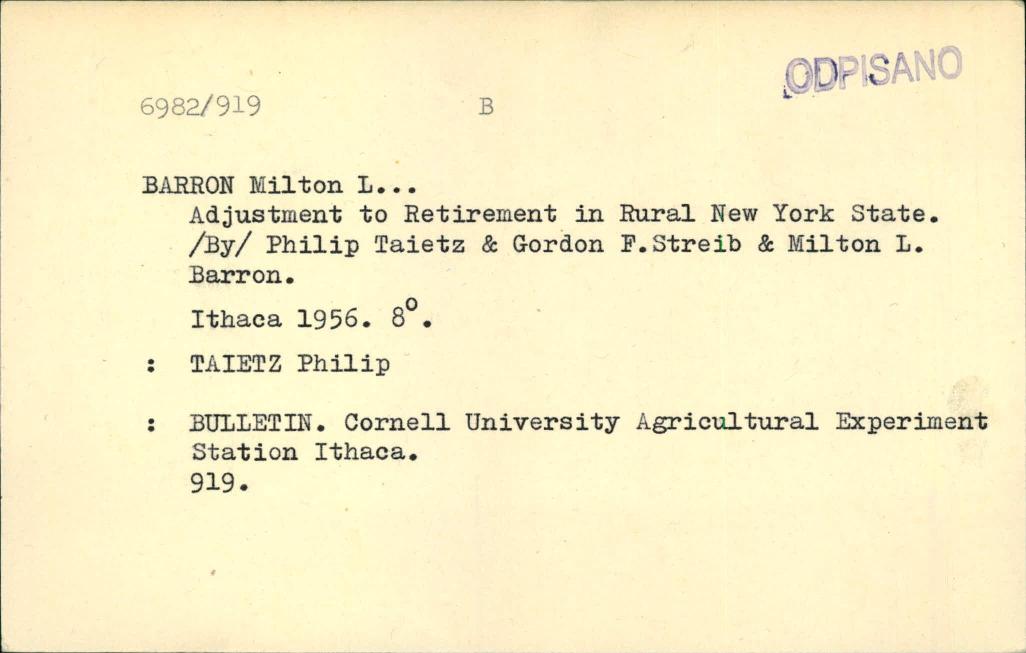 ODPISANO
6982/919 B
BARRON Milton L...
Adjustment to Retirement in Rural New York State.
/By/ Philip Taietz & Gordon F.Streib & Milton L.
Barron.
Ithaca 1956. 8°.
: TAIETZ Philip
: BULLETIN. Cornell University Agricultural Experiment
Station Ithaca.
919.